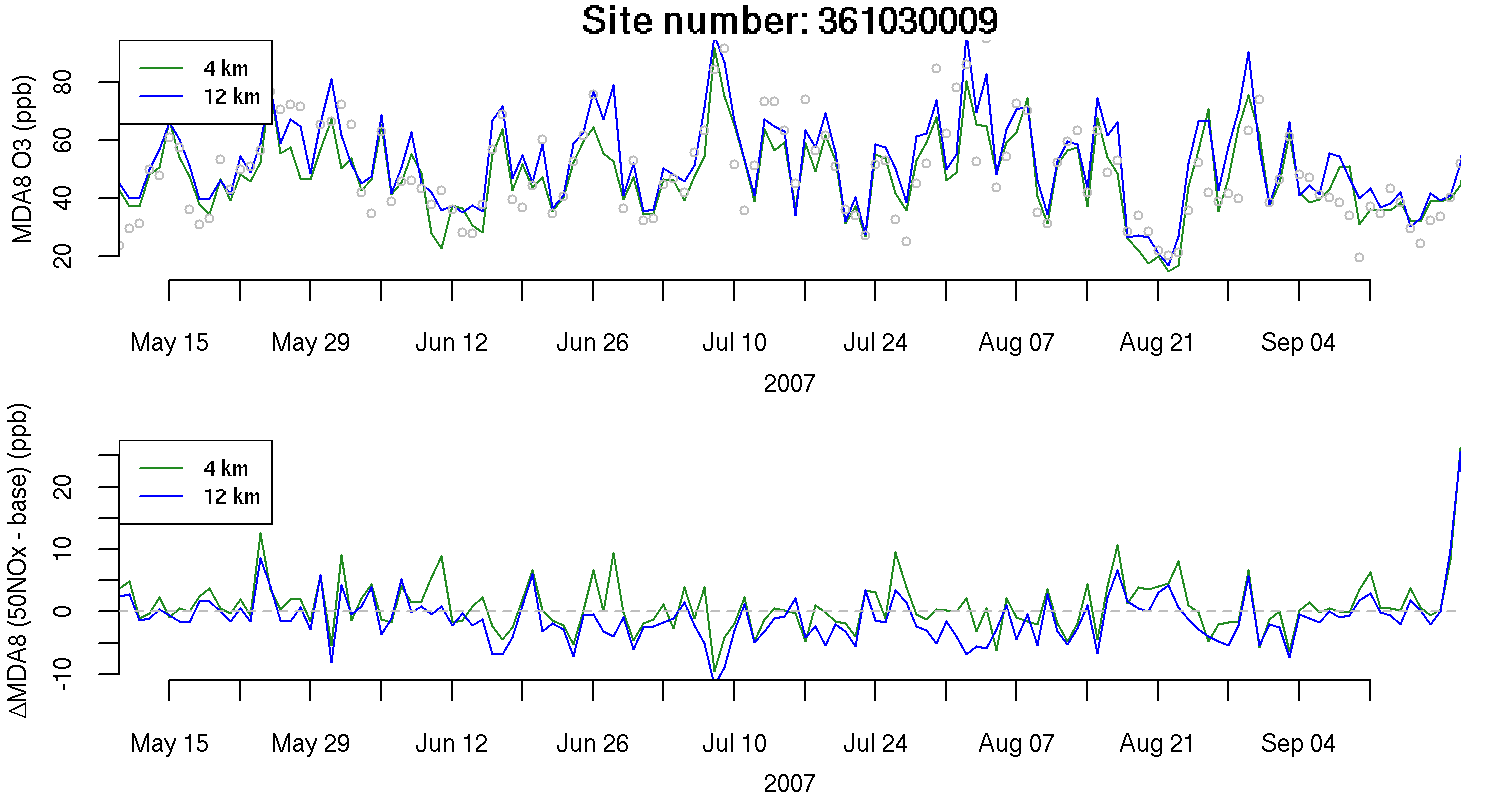 Site number: 361030009
MDA8 O3 (ppb)
80
60
40
20
4 km
12 km
May 15 May 29 Jun 12 Jun 26 Jul 10 Jul 24 Aug 07 Aug 21 Sep 04
2007
ΔMDA8 (50NOx - base) (ppb)
20
10
0
-10
4 km
12 km
May 15 May 29 Jun 12 Jun 26 Jul 10 Jul 24 Aug 07 Aug 21 Sep 04
2007